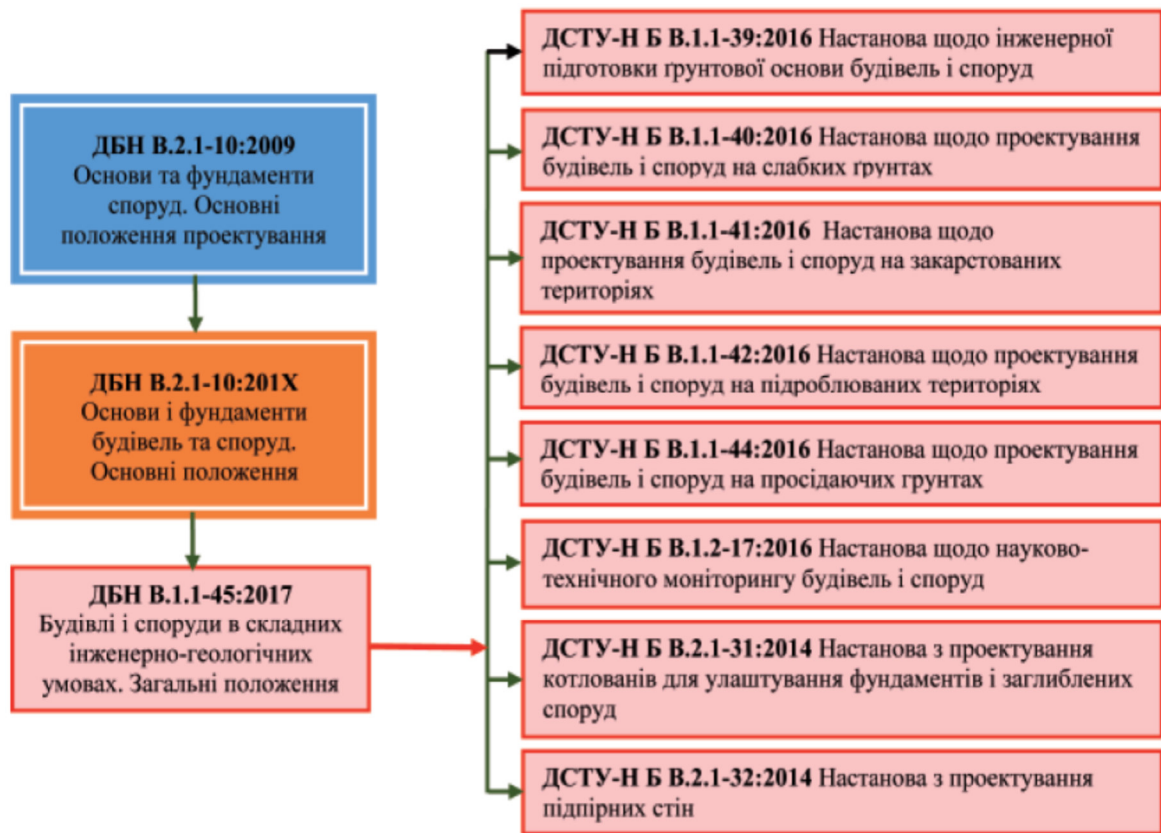 ДБН В.2.1-10:2009
Основи та фундаменти
споруд. Основні
положення проектування
ДБН В.2.1-10:201Х
Основи і фундаменти
будівель та споруд.
Основні положення
ДБН В.1.1-45:2017
Будівлі і споруди в складних
інженерно-геологічних
умовах. Загальні положення
ДСТУ-Н Б В.1.1-39:2016 Настанова щодо інженерної
підготовки ґрунтової основи будівель і споруд
ДСТУ-Н Б В.1.1-40:2016 Настанова щодо проектування
будівель і споруд на слабких ґрунтах
ДСТУ-Н Б В.1.1-41:2016 Настанова щодо
проектування будівель і споруд на закарстованих
територіях
ДСТУ-Н Б В.1.1-42:2016 Настанова щодо проектування
будівель і споруд на підроблюваних територіях
ДСТУ-Н Б В.1.1-44:2016 Настанова щодо проектування
будівель і споруд на просідаючих грунтах
ДСТУ-Н Б В.1.2-17:2016 Настанова щодо науково-
технічного моніторингу будівель і споруд
ДСТУ-Н Б В.2.1-31:2014 Настанова з проектування
котлованів для улаштування фундаментів і заглиблених
споруд
ДСТУ-Н Б В.2.1-32:2014 Настанова з проектування
підпірних стін